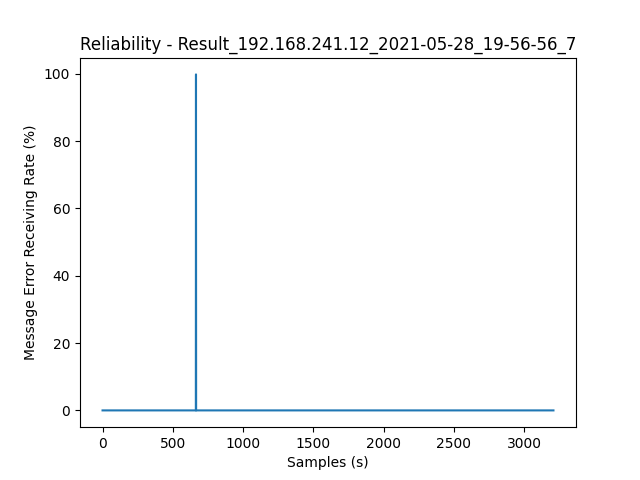 Reliability - Result_192.168.241.12_2021-05-28_19-56-56_7
Message Error Receiving Rate (%)
100
80
60
40
20
0
0 500 1000 1500 2000 2500 3000
Samples (s)